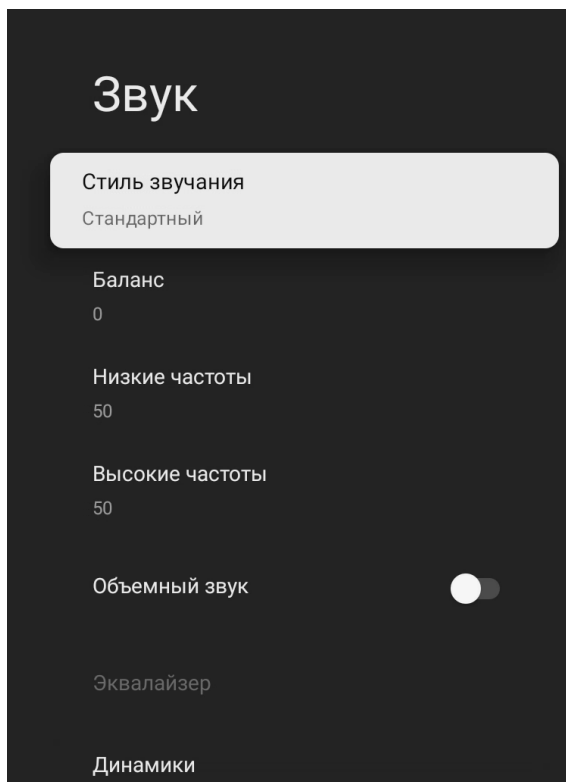 Звук
Стиль звучания
Стандартный
Баланс
0
Низкие частоты
50
Высокие частоты
50
Объемный звук
Эквалайзер
Динамики